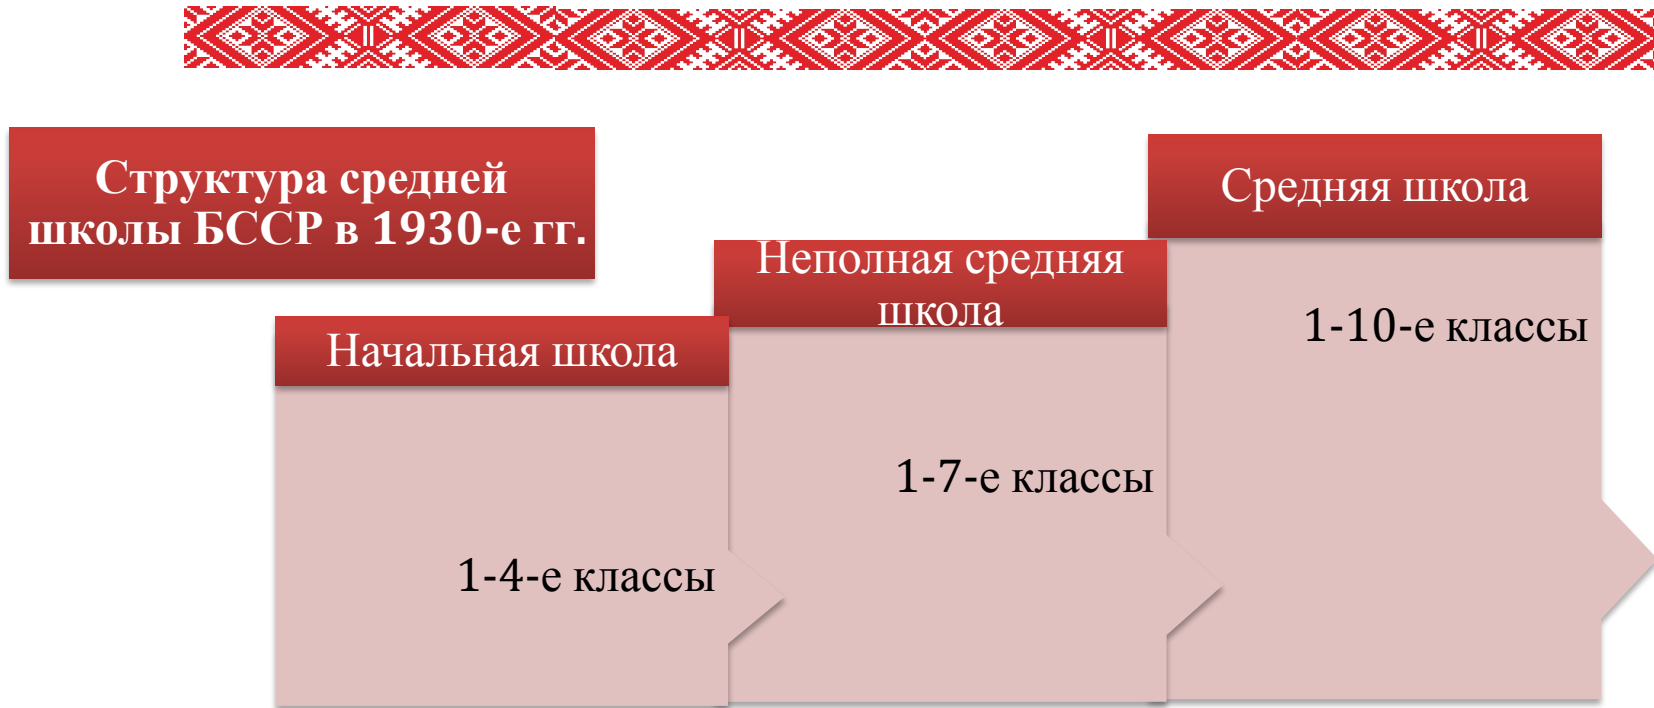 Структура средней
школы БССР в 1930-е гг.
Начальная школа
1-4-е классы
Неполная средняя
школа
1-7-е классы
Средняя школа
1-10-е классы